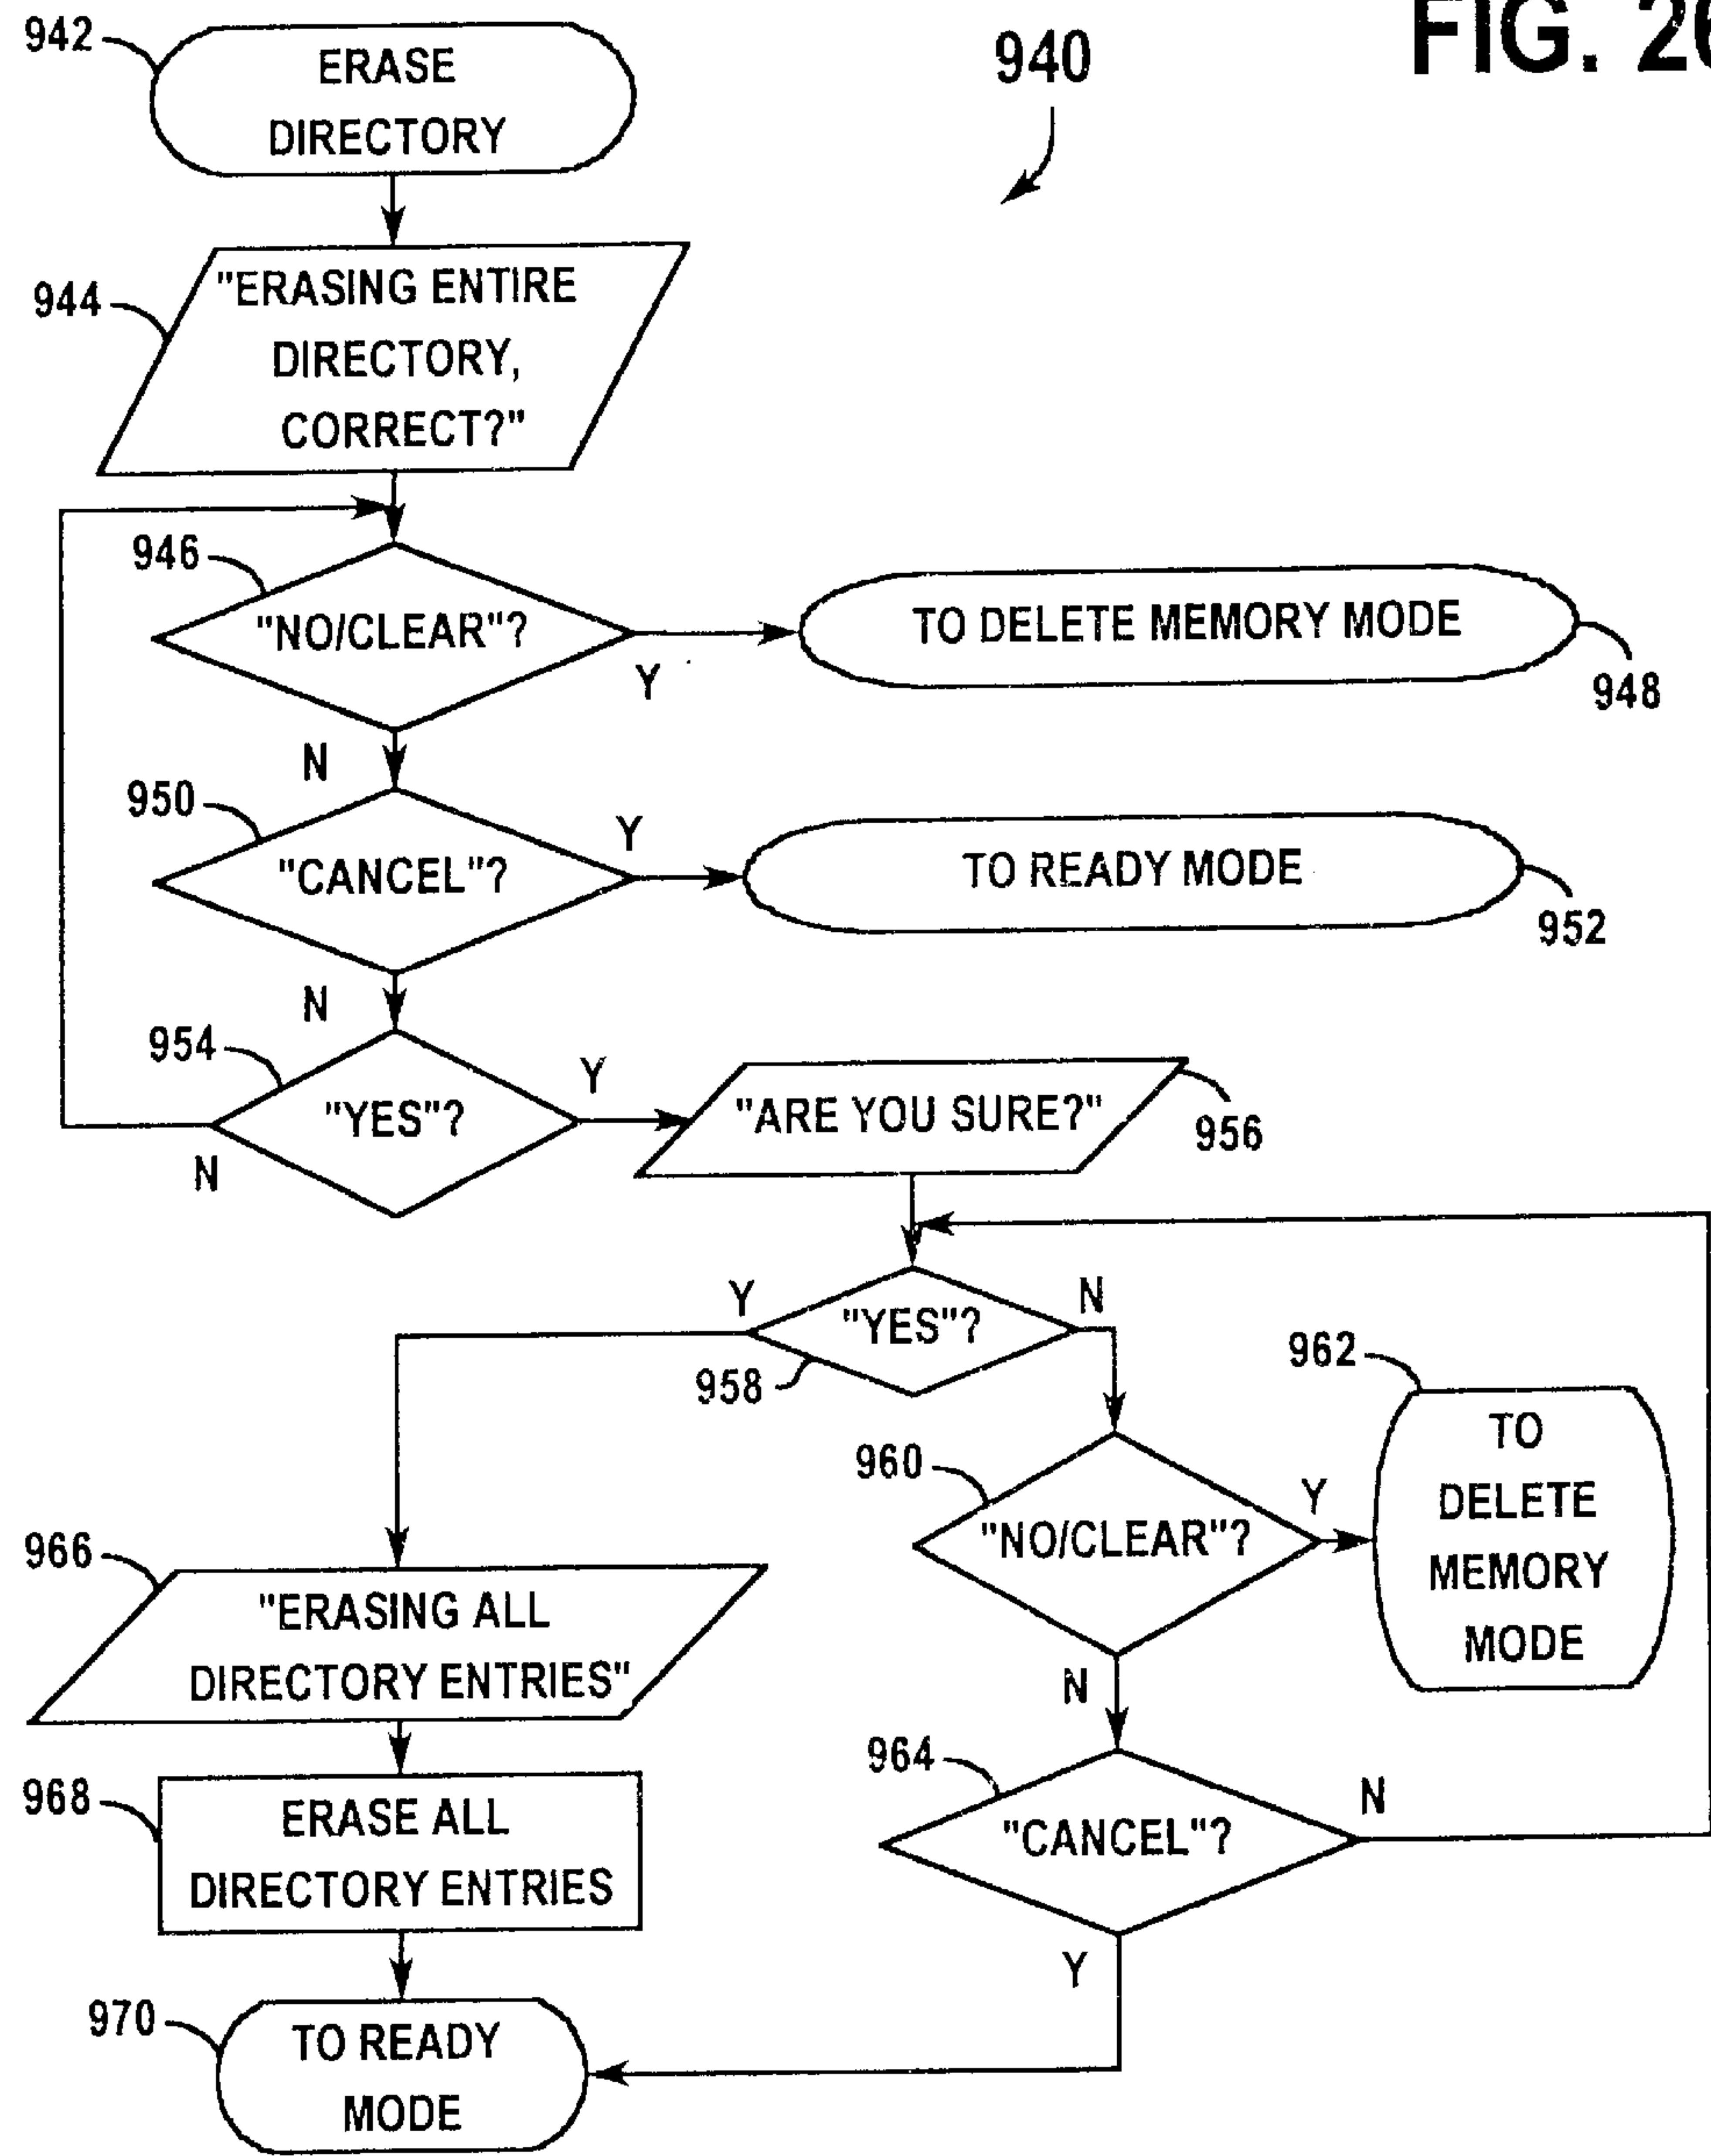 FIG. 26
940
942
ERASE
DIRECTORY
944
"ERASING ENTIRE
DIRECTORY,
CORRECT?"
946
"NO/CLEAR"?
Y
TO DELETE MEMORY MODE
948
N
950
"CANCEL"?
Y
TO READY MODE
952
N
954
"YES"?
Y
N
"ARE YOU SURE?"
956
Y
"YES"?
N
958
960
"NO/CLEAR"?
Y
962
TO
DELETE
MEMORY
MODE
N
964
"CANCEL"?
N
Y
966
"ERASING ALL
DIRECTORY ENTRIES"
968
ERASE ALL
DIRECTORY ENTRIES
970
TO READY
MODE